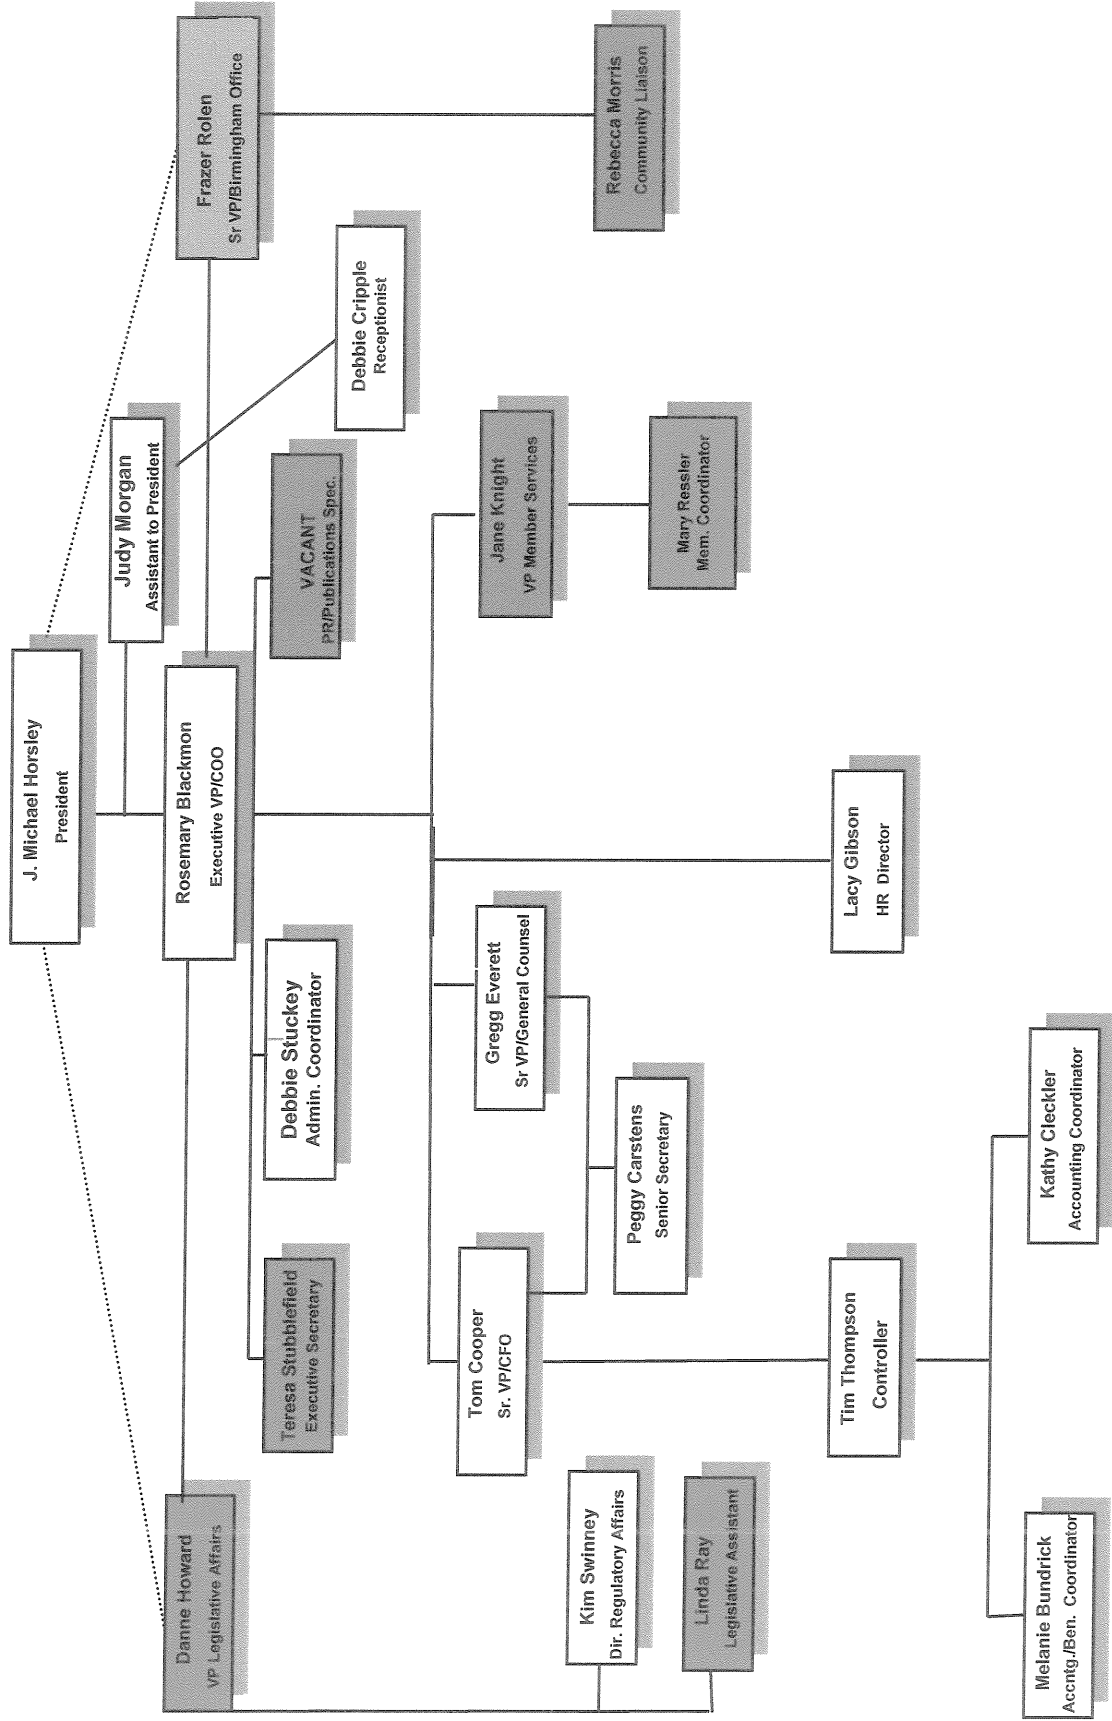 J. Michael Horsley
President
Judy Morgan
Assistant to President
Danne Howard
VP Legislative Affairs
Rosemary Blackmon
Executive VP/COO
Frazer Rolen
Sr VP/Birmingham Office
Teresa Stubblefield
Executive Secretary
Debbie Stuckey
Admin. Coordinator
VACANT
PR/Publications Spec.
Debbie Cripple
Receptionist
Tom Cooper
Sr. VP/CFO
Gregg Everett
Sr VP/General Counsel
Jane Knight
VP Member Services
Kim Swinney
Dir. Regulatory Affairs
Peggy Carstens
Senior Secretary
Mary Ressler
Mem. Coordinator
Rebecca Morris
Community Liaison
Linda Ray
Legislative Assistant
Tim Thompson
Controller
Lacy Gibson
HR Director
Melanie Bundrick
Accntg./Ben. Coordinator
Kathy Cleckler
Accounting Coordinator